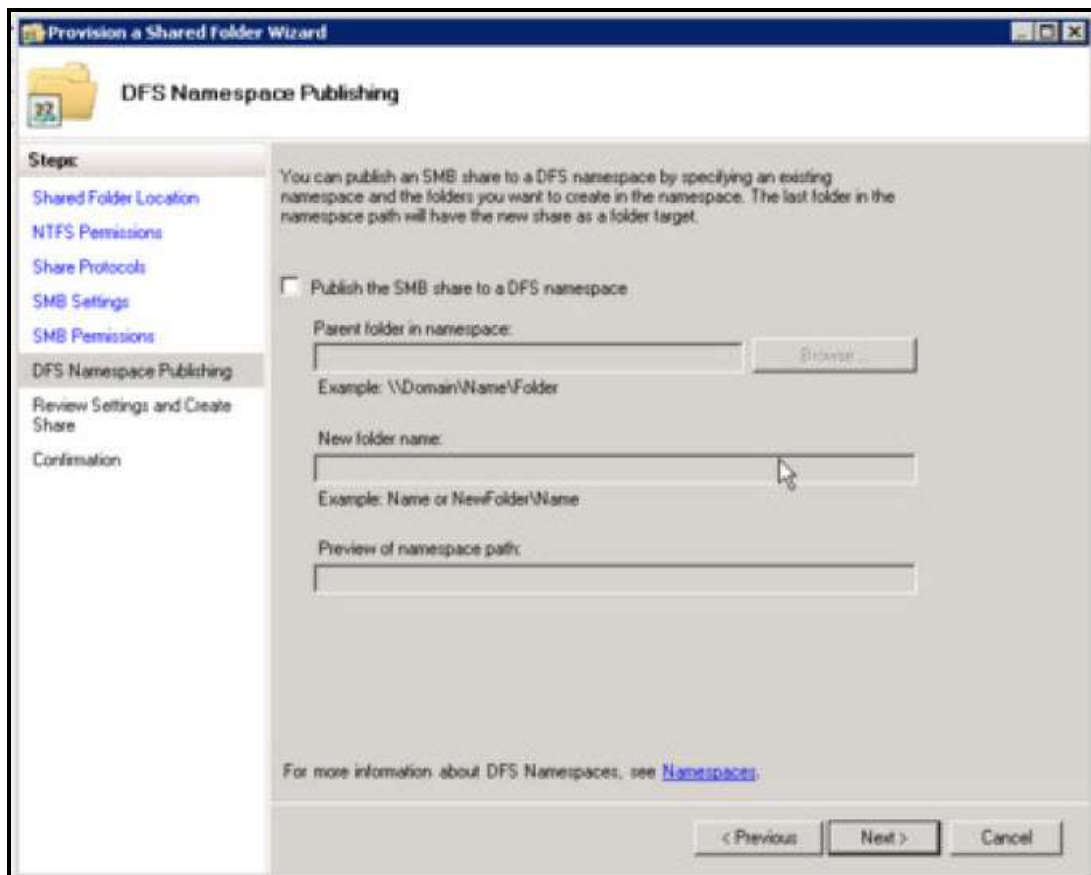 Provision a Shared Folder Wizard
DFS Namespace Publishing
Steps:
Shared Folder Location
NTFS Permissions
Share Protocols
SMB Settings
SMB Permissions
DFS Namespace Publishing
Review Settings and Create
Share
Confirmation
You can publish an SMB share to a DFS namespace by specifying an existing
namespace and the folders you want to create in the namespace. The last folder in the
namespace path will have the new share as a folder target.
Publish the SMB share to a DFS namespace
Parent folder in namespace:
Browse...
Example: \\Domain\Name\Folder
New folder name:
Example: Name or NewFolder\Name
Preview of namespace path:
For more information about DFS Namespaces, see Namespaces.
< Previous
Next >
Cancel